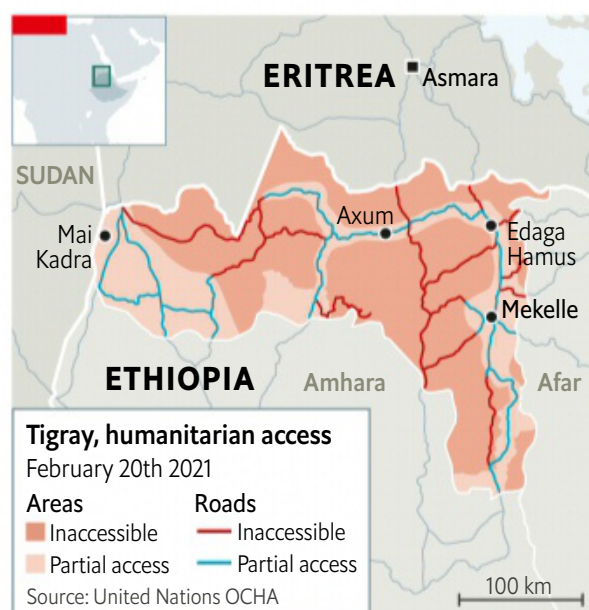 ERITREA
Asmara
SUDAN
Mai
Kadra
Axum
Edaga
Hamus
Mekelle
ETHIOPIA
Amhara
Afar
Tigray, humanitarian access
February 20th 2021
Areas
Roads
Inaccessible
Inaccessible
Partial access
Partial access
Source: United Nations OCHA
100 km